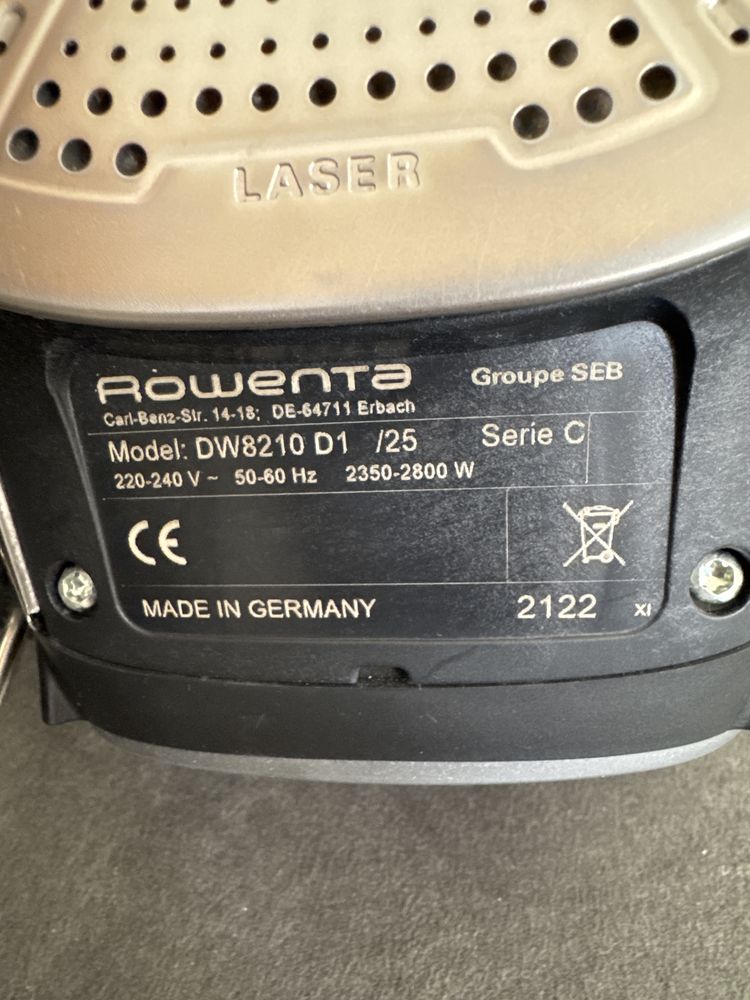 LASER
Rowenta Groupe SEB
Carl-Benz-Str. 14-18; DE-64711 Erbach
Model: DW8210 D1 /25 Serie C
220-240 V ~ 50-60 Hz 2350-2800 W
CE
MADE IN GERMANY 2122 XI